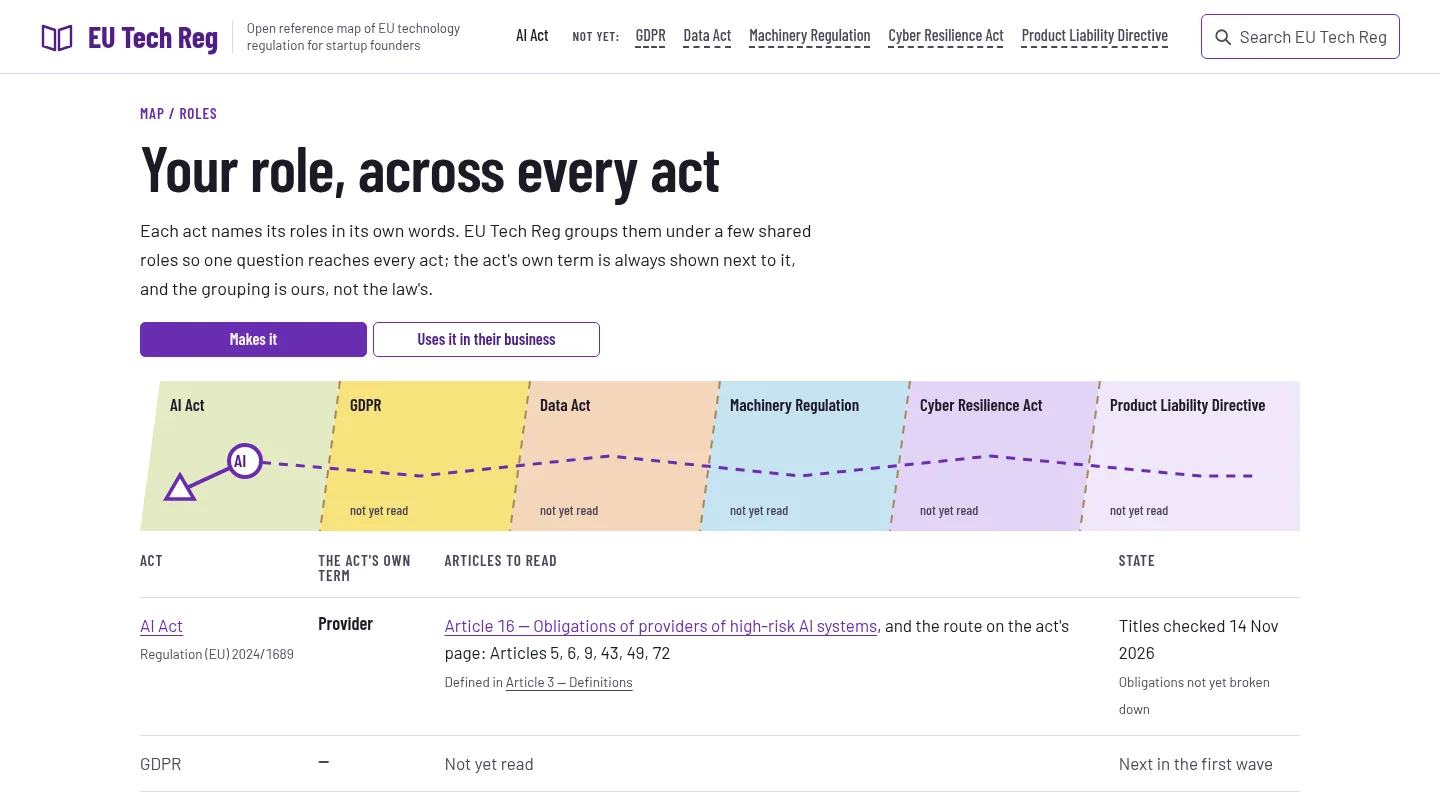 EU Tech Reg
Open reference map of EU technology
regulation for startup founders
AI Act
NOT YET:
GDPR
Data Act
Machinery Regulation
Cyber Resilience Act
Product Liability Directive
Search EU Tech Reg
MAP / ROLES
Your role, across every act
Each act names its roles in its own words. EU Tech Reg groups them under a few shared
roles so one question reaches every act; the act's own term is always shown next to it,
and the grouping is ours, not the law's.
Makes it
Uses it in their business
AI Act
GDPR
Data Act
Machinery Regulation
Cyber Resilience Act
Product Liability Directive
AI
not yet read
not yet read
not yet read
not yet read
not yet read
ACT
THE ACT'S OWN
TERM
ARTICLES TO READ
STATE
AI Act
Regulation (EU) 2024/1689
Provider
Article 16 — Obligations of providers of high-risk AI systems, and the route on the act's
page: Articles 5, 6, 9, 43, 49, 72
Defined in Article 3 — Definitions
Titles checked 14 Nov
2026
Obligations not yet broken
down
GDPR
—
Not yet read
Next in the first wave